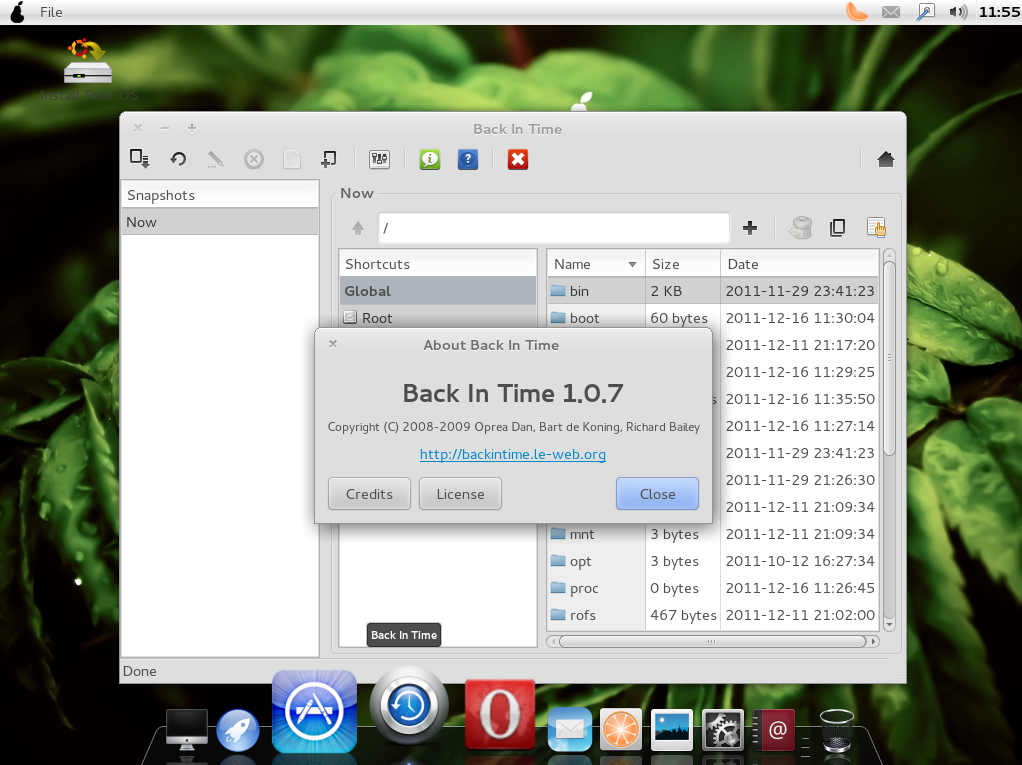 File
11:55
Install Pear OS
Back In Time
Snapshots
Now
Now
/
Shortcuts
Global
Root
Name Size Date
bin 2 KB 2011-11-29 23:41:23
boot 60 bytes 2011-12-16 11:30:04
2011-12-11 21:17:20
2011-12-16 11:29:25
2011-12-16 11:35:50
2011-12-16 11:27:14
2011-11-29 23:41:23
2011-11-29 21:26:30
2011-12-11 21:09:34
mnt 3 bytes 2011-12-11 21:09:34
opt 3 bytes 2011-10-12 16:27:34
proc 0 bytes 2011-12-16 11:26:45
rofs 467 bytes 2011-12-11 21:02:00
About Back In Time
Back In Time 1.0.7
Copyright (C) 2008-2009 Oprea Dan, Bart de Koning, Richard Bailey
http://backintime.le-web.org
Credits License Close
Back In Time
Done
@